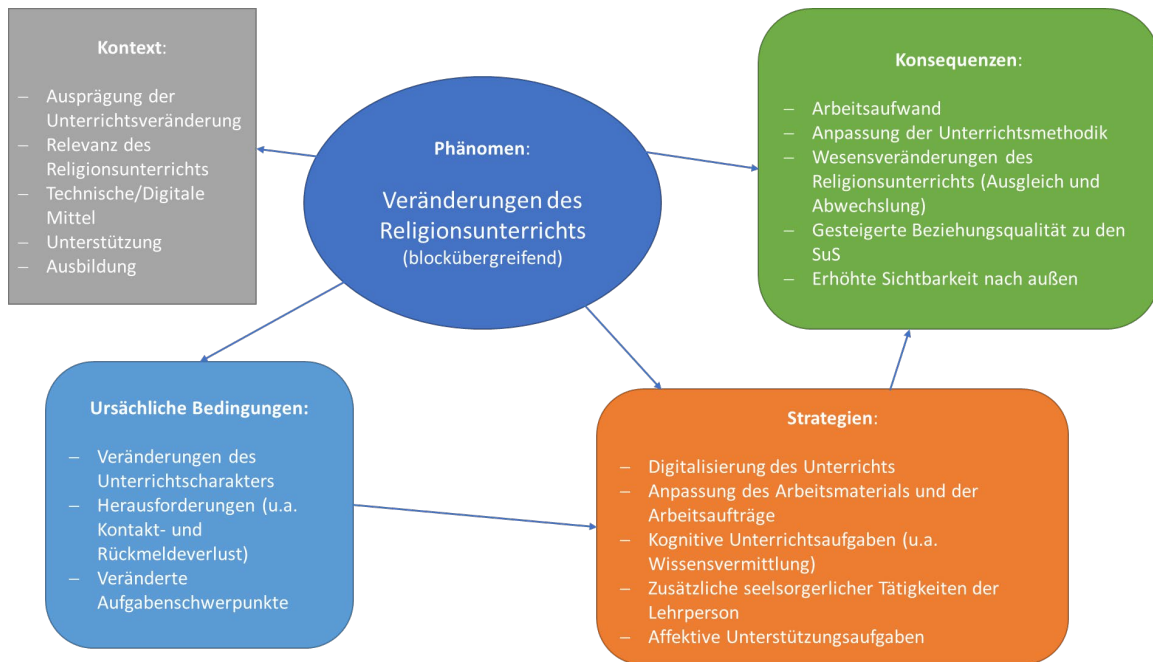 Kontext:
– Ausprägung der
Unterrichtsveränderung
– Relevanz des
Religionsunterrichts
– Technische/Digitale
Mittel
– Unterstützung
– Ausbildung
Phänomen:
Veränderungen des
Religionsunterrichts
(blockübergreifend)
Konsequenzen:
– Arbeitsaufwand
– Anpassung der Unterrichtsmethodik
– Wesensveränderungen des
Religionsunterrichts (Ausgleich und
Abwechslung)
– Gesteigerte Beziehungsqualität zu den
SuS
– Erhöhte Sichtbarkeit nach außen
Ursächliche Bedingungen:
– Veränderungen des
Unterrichtscharakters
– Herausforderungen (u.a.
Kontakt- und
Rückmeldeverlust)
– Veränderte
Aufgabenschwerpunkte
Strategien:
– Digitalisierung des Unterrichts
– Anpassung des Arbeitsmaterials und der
Arbeitsaufträge
– Kognitive Unterrichtsaufgaben (u.a.
Wissensvermittlung)
– Zusätzliche seelsorgerlicher Tätigkeiten der
Lehrperson
– Affektive Unterstützungsaufgaben